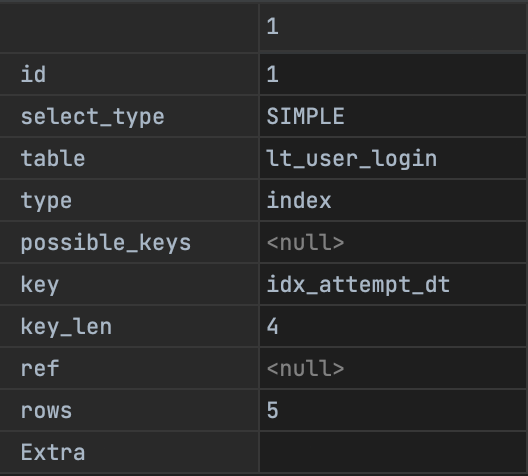 1
id 1
select_type SIMPLE
table lt_user_login
type index
possible_keys <null>
key idx_attempt_dt
key_len 4
ref <null>
rows 5
Extra